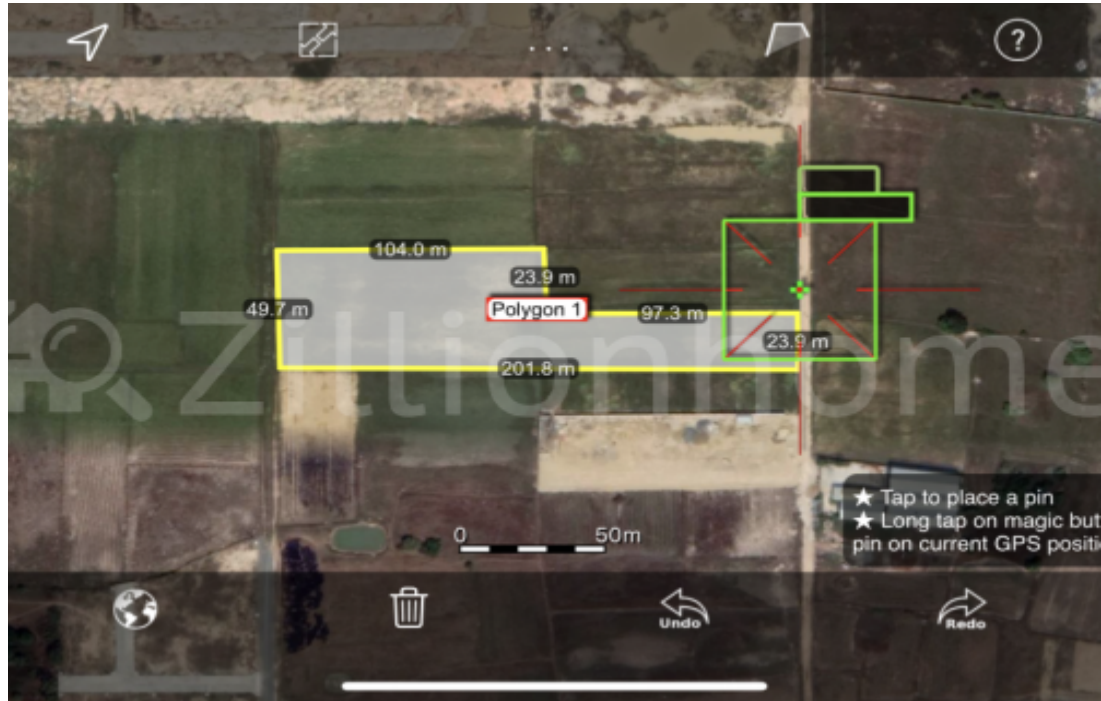 ...
?
104.0 m
23.9 m
49.7 m
Polygon 1
97.3 m
23.9 m
201.8 m
Zillionhome
★ Tap to place a pin
★ Long tap on magic but
pin on current GPS positi
0 50m
Undo
Redo